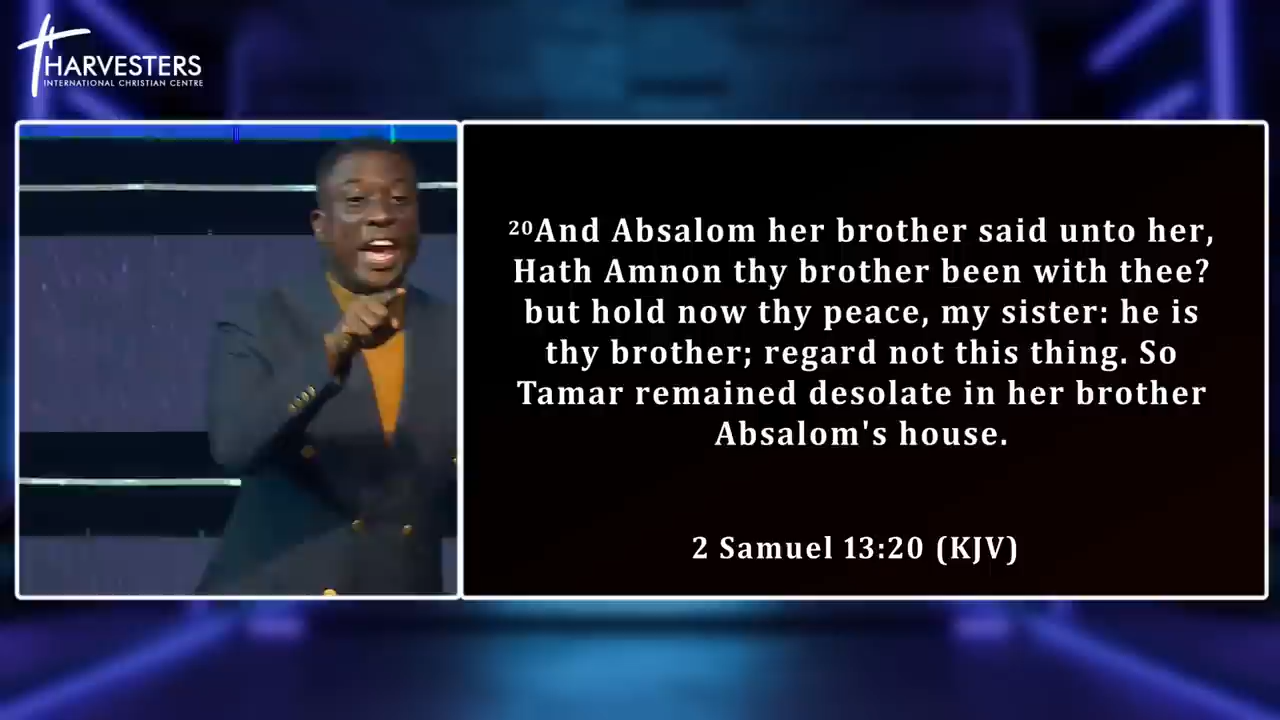 HARVESTERS
INTERNATIONAL CHRISTIAN CENTRE
20And Absalom her brother said unto her,
Hath Amnon thy brother been with thee?
but hold now thy peace, my sister: he is
thy brother; regard not this thing. So
Tamar remained desolate in her brother
Absalom's house.
2 Samuel 13:20 (KJV)